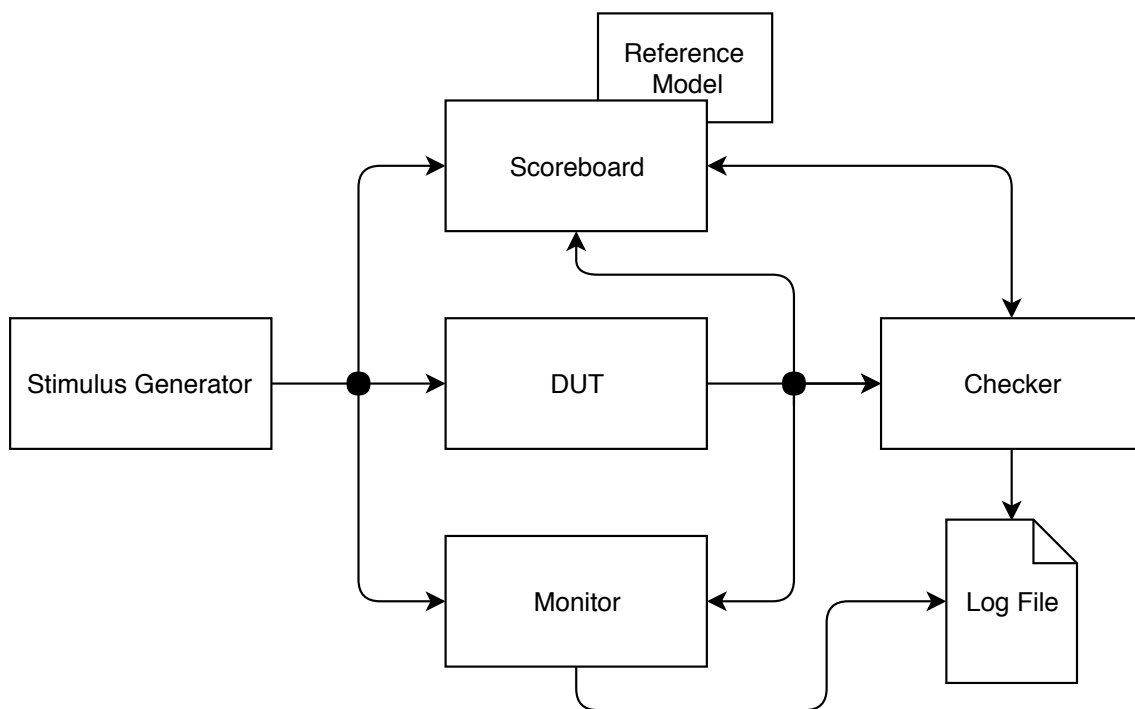 Reference
Model
Scoreboard
Stimulus Generator
DUT
Checker
Monitor
Log File